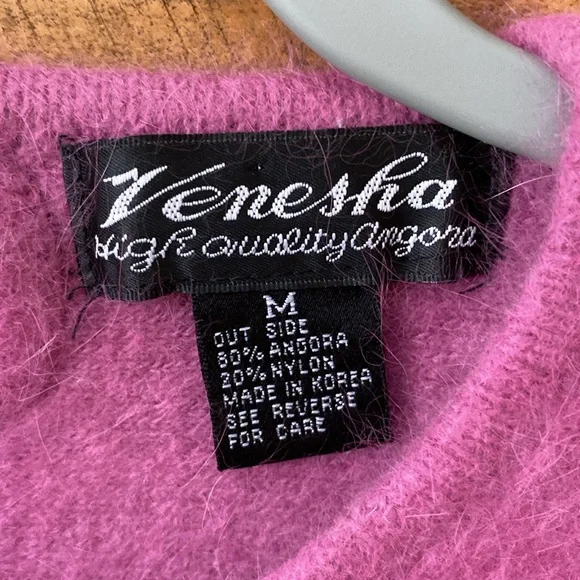 Venesha
High quality angora
M
OUT SIDE
80% ANGORA
20% NYLON
MADE IN KOREA
SEE REVERSE
FOR CARE